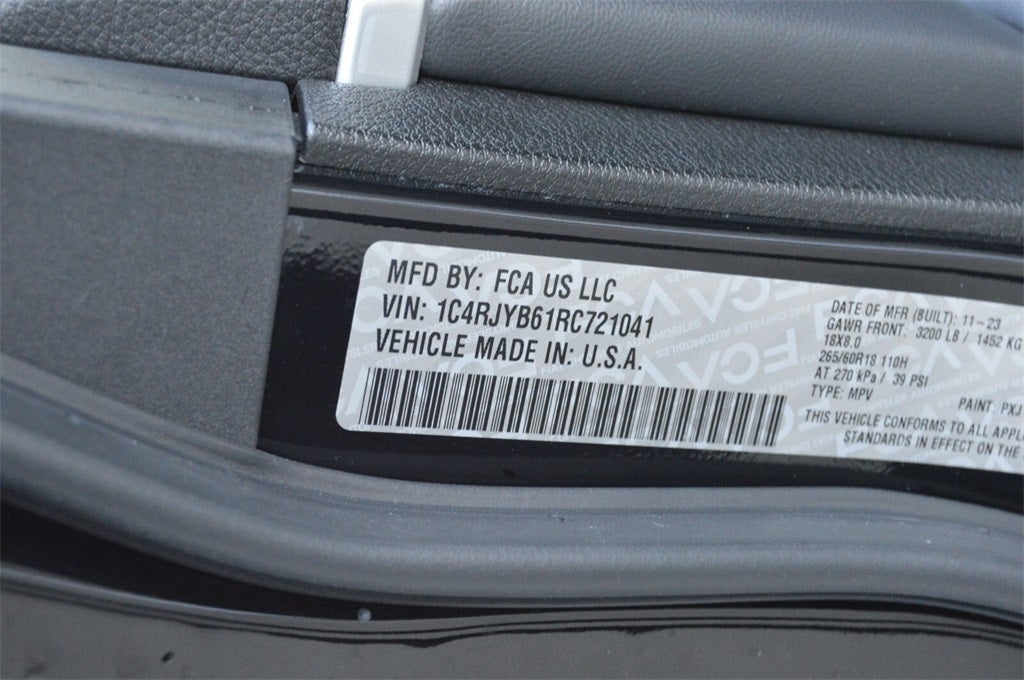 MFD BY: FCA US LLC
VIN: 1C4RJYB61RC721041
VEHICLE MADE IN: U.S.A.
DATE OF MFR (BUILT): 11-23
GAWR FRONT: 3200 LB / 1452 KG
18X8.0
265/60R18 110H
AT 270 kPa / 39 PSI
TYPE: MPV
PAINT: PXJ
THIS VEHICLE CONFORMS TO ALL APPL
STANDARDS IN EFFECT ON THE